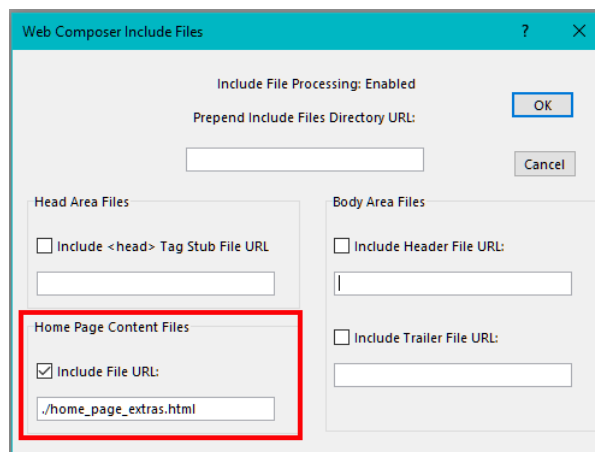 Web Composer Include Files ?
Include File Processing: Enabled
OK
Prepend Include Files Directory URL:
Cancel
Head Area Files
Include <head> Tag Stub File URL
Home Page Content Files
Include File URL:
./home_page_extras.html
Body Area Files
Include Header File URL:
Include Trailer File URL: